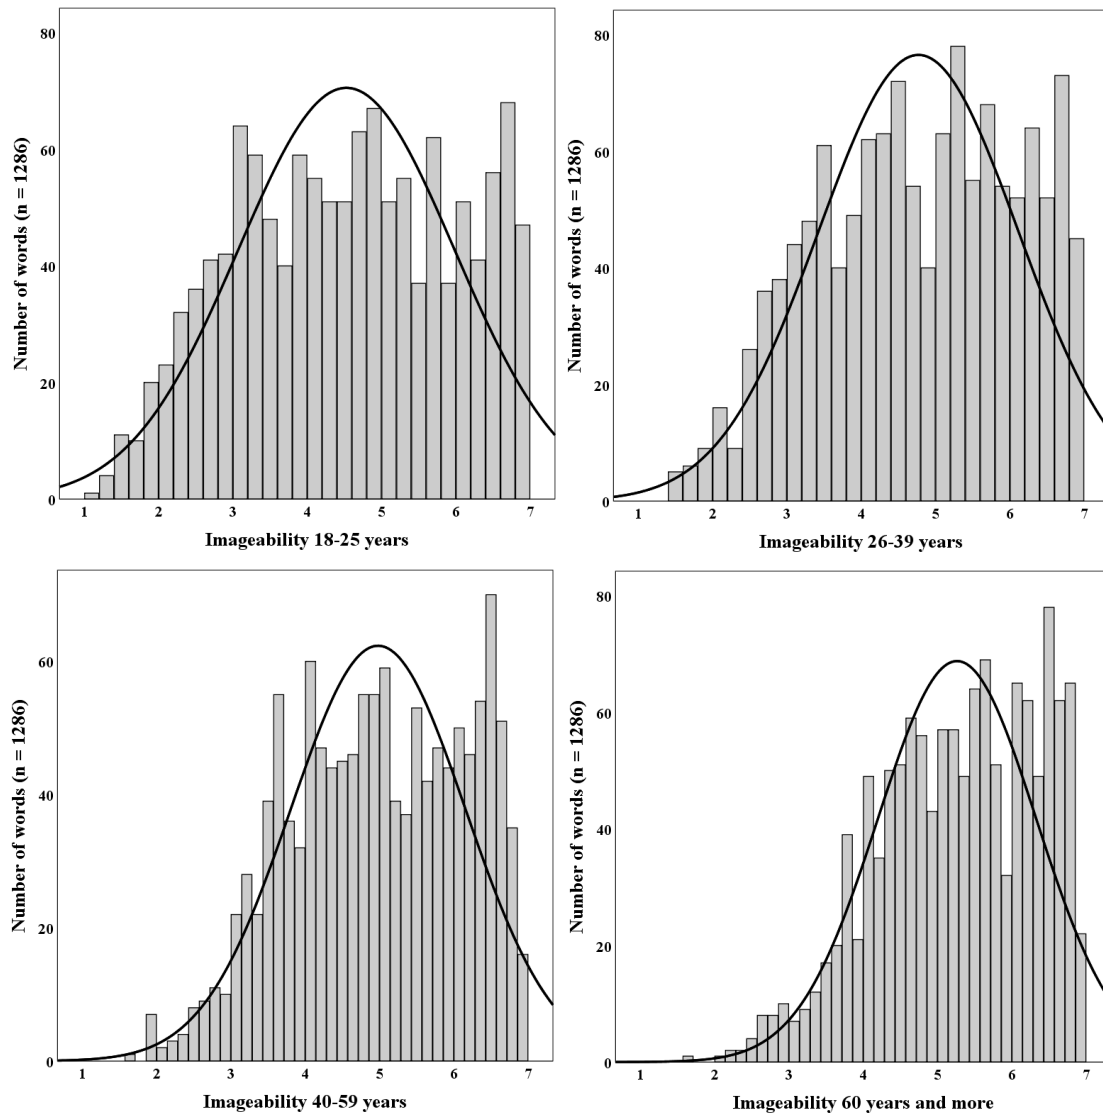 80
60
40
20
0
Number of words (n = 1286)
1 2 3 4 5 6 7
Imageability 18-25 years
80
60
40
20
0
Number of words (n = 1286)
1 2 3 4 5 6 7
Imageability 26-39 years
60
40
20
0
Number of words (n = 1286)
1 2 3 4 5 6 7
Imageability 40-59 years
80
60
40
20
0
Number of words (n = 1286)
1 2 3 4 5 6 7
Imageability 60 years and more